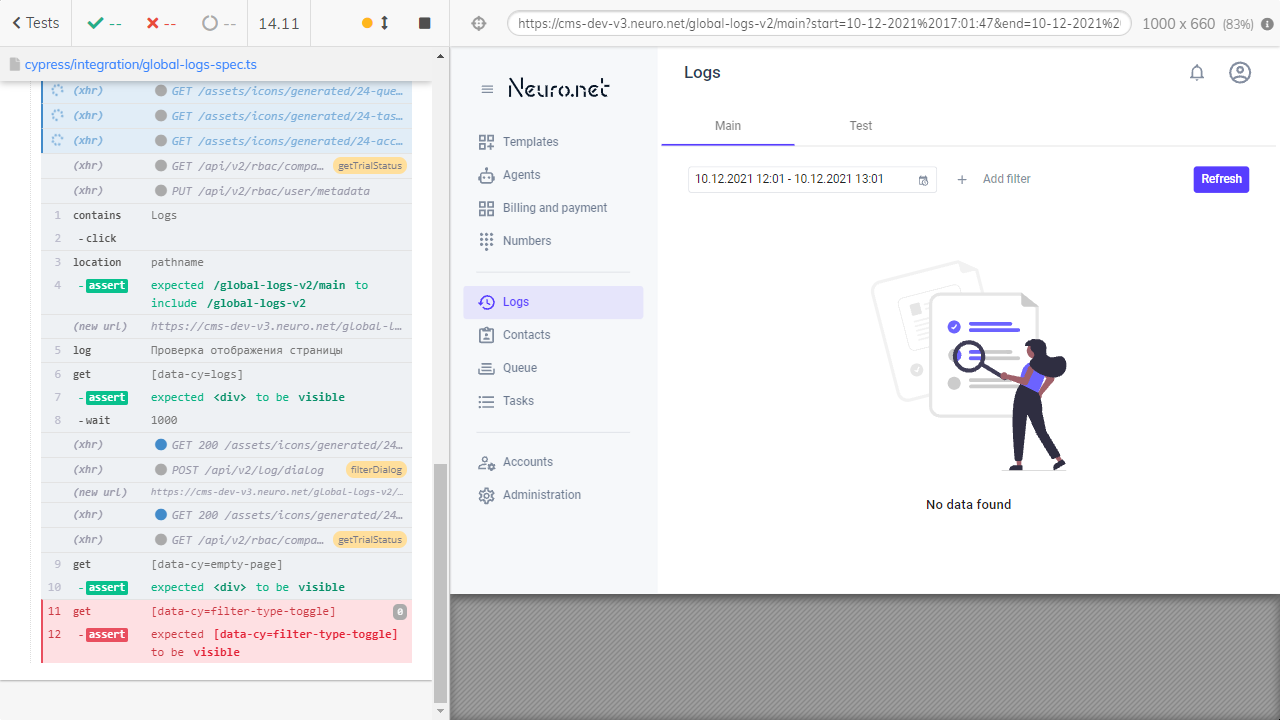 Tests
--
--
--
14.11
https://cms-dev-v3.neuro.net/global-logs-v2/main?start=10-12-2021%2017:01:47&end=10-12-2021%20
1000 x 660 (83%)
cypress/integration/global-logs-spec.ts
(xhr) GET /assets/icons/generated/24-que…
(xhr) GET /assets/icons/generated/24-tas…
(xhr) GET /assets/icons/generated/24-acc…
(xhr) GET /api/v2/rbac/compa… getTrialStatus
(xhr) PUT /api/v2/rbac/user/metadata
1 contains Logs
2 -click
3 location pathname
4 -assert expected /global-logs-v2/main to
include /global-logs-v2
(new url) https://cms-dev-v3.neuro.net/global-l…
5 log Проверка отображения страницы
6 get [data-cy=logs]
7 -assert expected <div> to be visible
8 -wait 1000
(xhr) GET 200 /assets/icons/generated/24…
(xhr) POST /api/v2/log/dialog filterDialog
(new url) https://cms-dev-v3.neuro.net/global-logs-v2/…
(xhr) GET 200 /assets/icons/generated/24…
(xhr) GET /api/v2/rbac/compa… getTrialStatus
9 get [data-cy=empty-page]
10 -assert expected <div> to be visible
11 get [data-cy=filter-type-toggle] 0
12 -assert expected [data-cy=filter-type-toggle]
to be visible
Neuro.net
Templates
Agents
Billing and payment
Numbers
Logs
Contacts
Queue
Tasks
Accounts
Administration
Logs
Main
Test
10.12.2021 12:01 - 10.12.2021 13:01
+ Add filter
Refresh
No data found